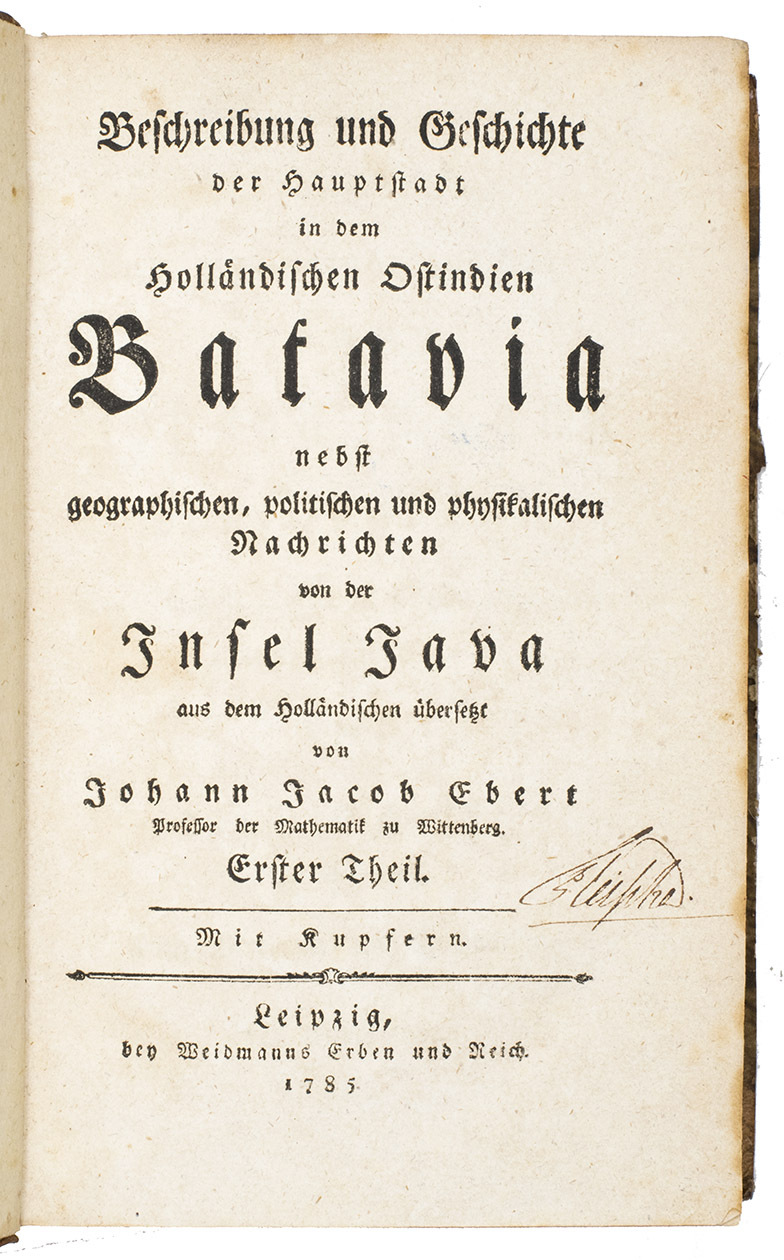 Beschreibung und Geschichte
der Hauptstadt
in dem
Holländischen Ostindien
Batavia
nebst
geographischen, politischen und physikalischen
Nachrichten
von der
Insel Java
aus dem Holländischen übersetzt
von
Johann Jacob Ebert
Professor der Mathematik zu Wittenberg.
Erster Theil.
Mit Kupfern.
Leipzig,
bey Weidmanns Erben und Reich.
1785